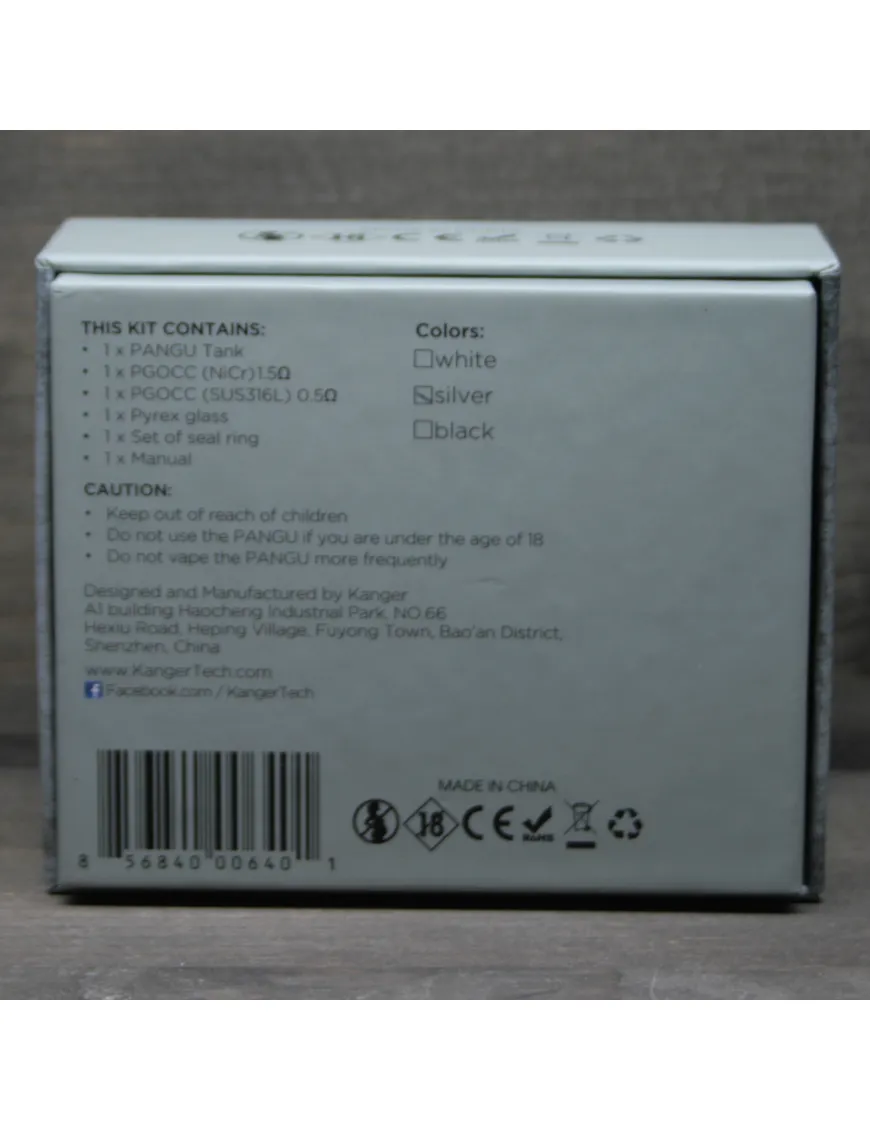 THIS KIT CONTAINS:
• 1 x PANGU Tank
• 1 x PGOCC (NiCr)1.5Ω
• 1 x PGOCC (SUS316L) 0.5Ω
• 1 x Pyrex glass
• 1 x Set of seal ring
• 1 x Manual
Colors:
white
silver
black
CAUTION:
• Keep out of reach of children
• Do not use the PANGU if you are under the age of 18
• Do not vape the PANGU more frequently
Designed and Manufactured by Kanger
A1 building Haocheng Industrial Park, NO.66
Hexiu Road, Heping Village, Fuyong Town, Bao'an District,
Shenzhen, China
www.KangerTech.com
Facebook.com / KangerTech
MADE IN CHINA
18 CE RoHS
8 56840 00640 1